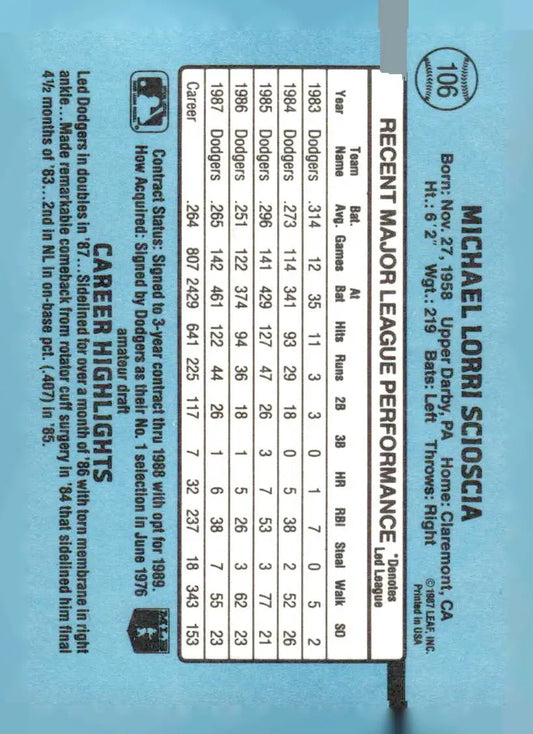 106
MICHAEL LORRI SCIOSCIA
©1987 LEAF, INC.
Printed in USA
Born: Nov. 27, 1958 Upper Darby, PA Home: Claremont, CA
Ht.: 6'2" Wgt.: 219 Bats: Left Throws: Right
RECENT MAJOR LEAGUE PERFORMANCE *Denotes Led League
Year Team Name Bat. Avg. Games At Bat Hits Runs 2B 3B HR RBI Steal Walk SO
1983 Dodgers .314 12 35 11 3 3 0 1 7 0 5 2
1984 Dodgers .273 114 341 93 29 18 0 5 38 2 52 26
1985 Dodgers .296 141 429 127 47 26 3 7 53 3 77 21
1986 Dodgers .251 122 374 94 36 18 1 5 26 3 62 23
1987 Dodgers .265 142 461 122 44 26 1 6 38 7 55 23
Career .264 807 2429 641 225 117 7 32 237 18 343 153
Contract Status: Signed to 3-year contract thru 1988 with opt for 1989.
How Acquired: Signed by Dodgers as their No. 1 selection in June 1976
amateur draft
MLB
CAREER HIGHLIGHTS
Led Dodgers in doubles in '87...Sidelined for over a month of '86 with torn membrane in right
ankle...Made remarkable comeback from rotator cuff surgery in '84 that sidelined him final
4½ months of '83...2nd in NL in on-base pct. (.407) in '85.